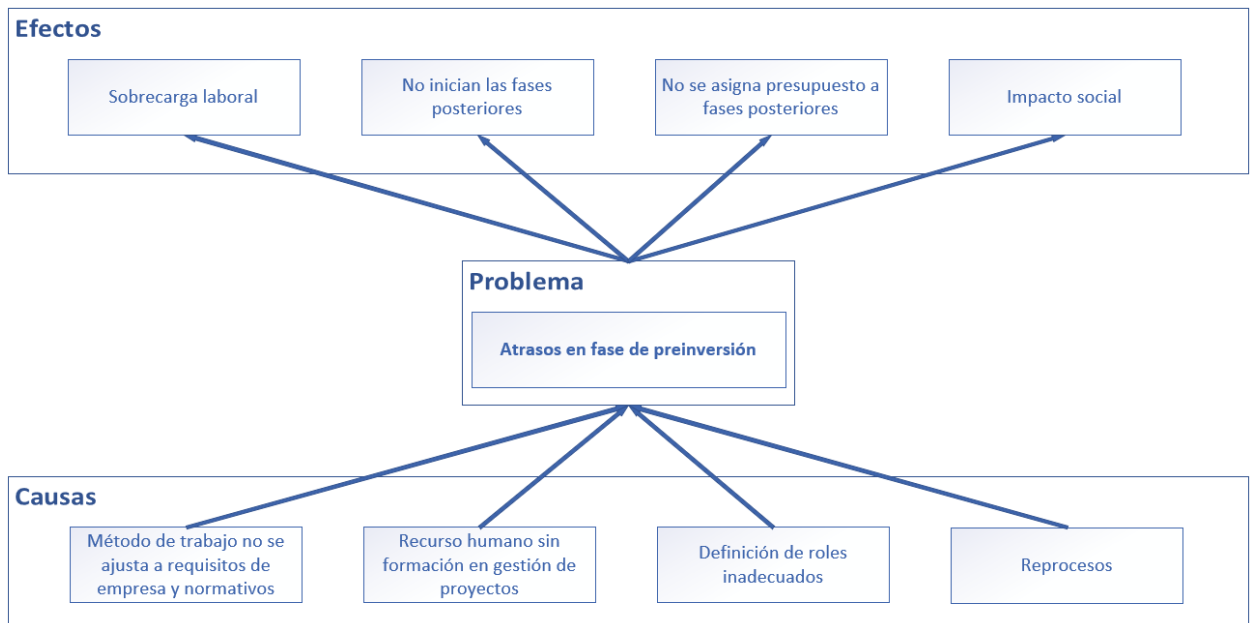 Efectos
Sobrecarga laboral
No inician las fases
posteriores
No se asigna presupuesto a
fases posteriores
Impacto social
Problema
Atrasos en fase de preinversión
Causas
Método de trabajo no se
ajusta a requisitos de
empresa y normativos
Recurso humano sin
formación en gestión de
proyectos
Definición de roles
inadecuados
Reprocesos